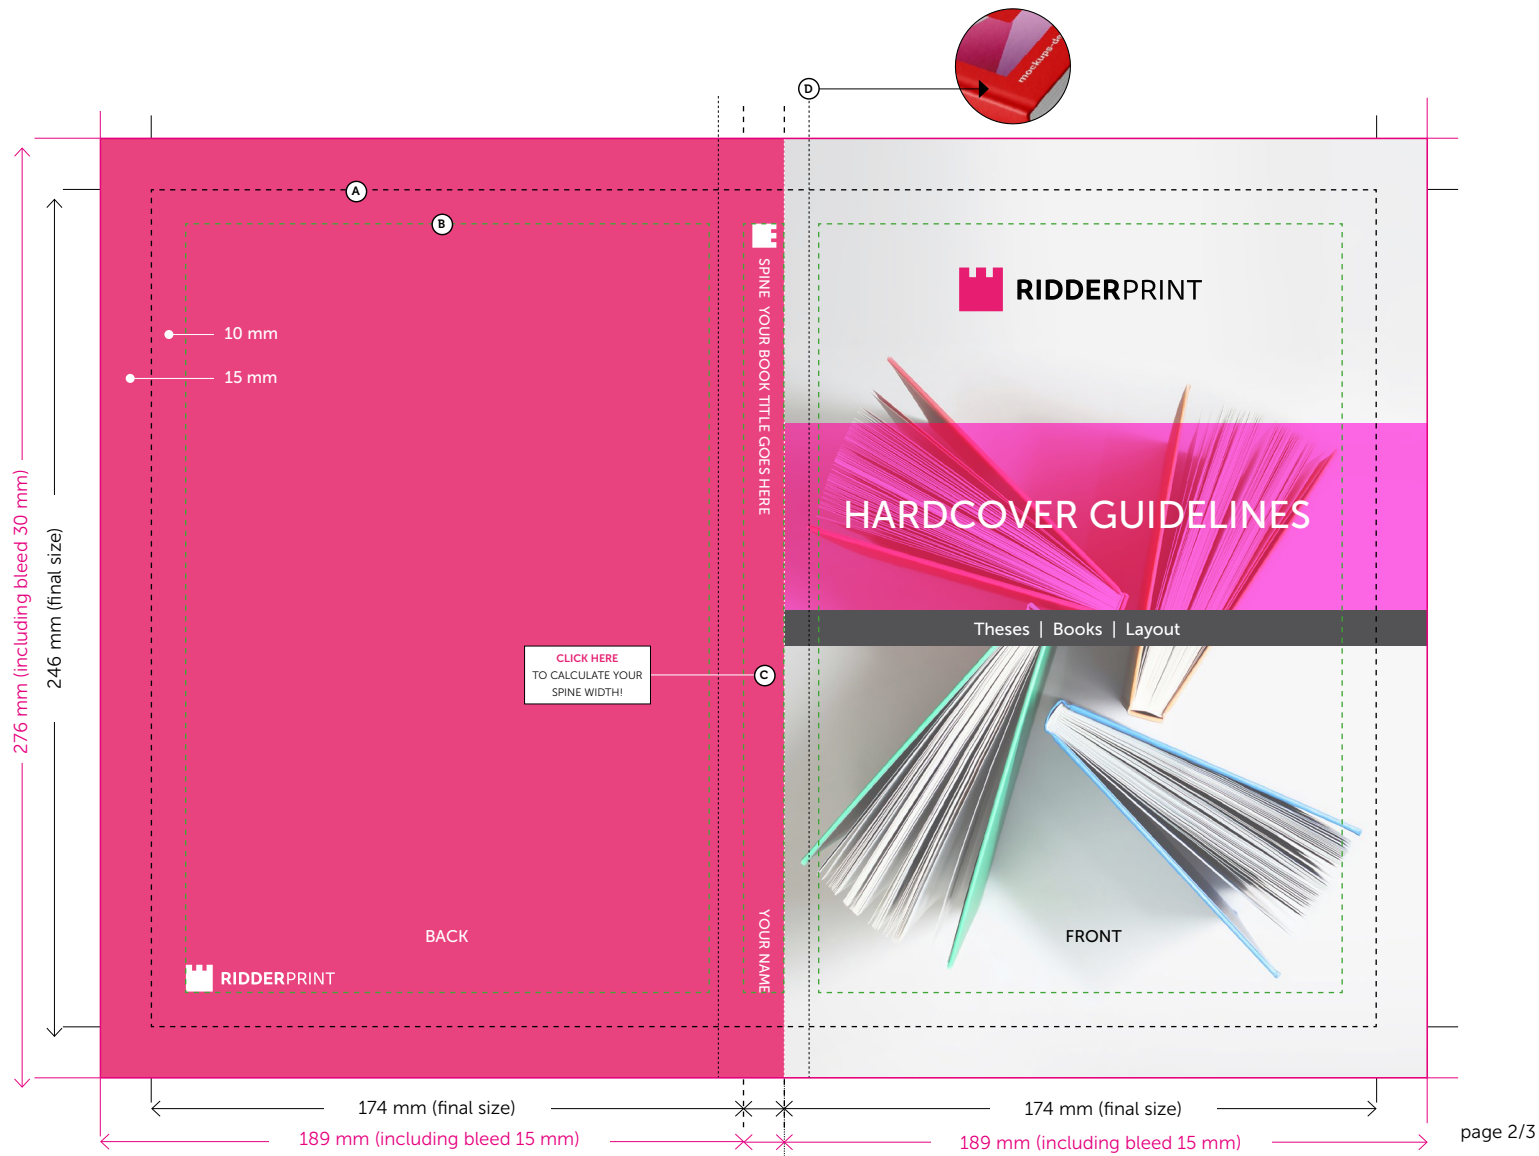 mockups-de
D
A
B
10 mm
15 mm
276 mm (including bleed 30 mm)
246 mm (final size)
SPINE YOUR BOOK TITLE GOES HERE
YOUR NAME
RIDDERPRINT
HARDCOVER GUIDELINES
Theses | Books | Layout
CLICK HERE
TO CALCULATE YOUR
SPINE WIDTH!
C
BACK
FRONT
RIDDERPRINT
174 mm (final size)
174 mm (final size)
189 mm (including bleed 15 mm)
189 mm (including bleed 15 mm)
page 2/3